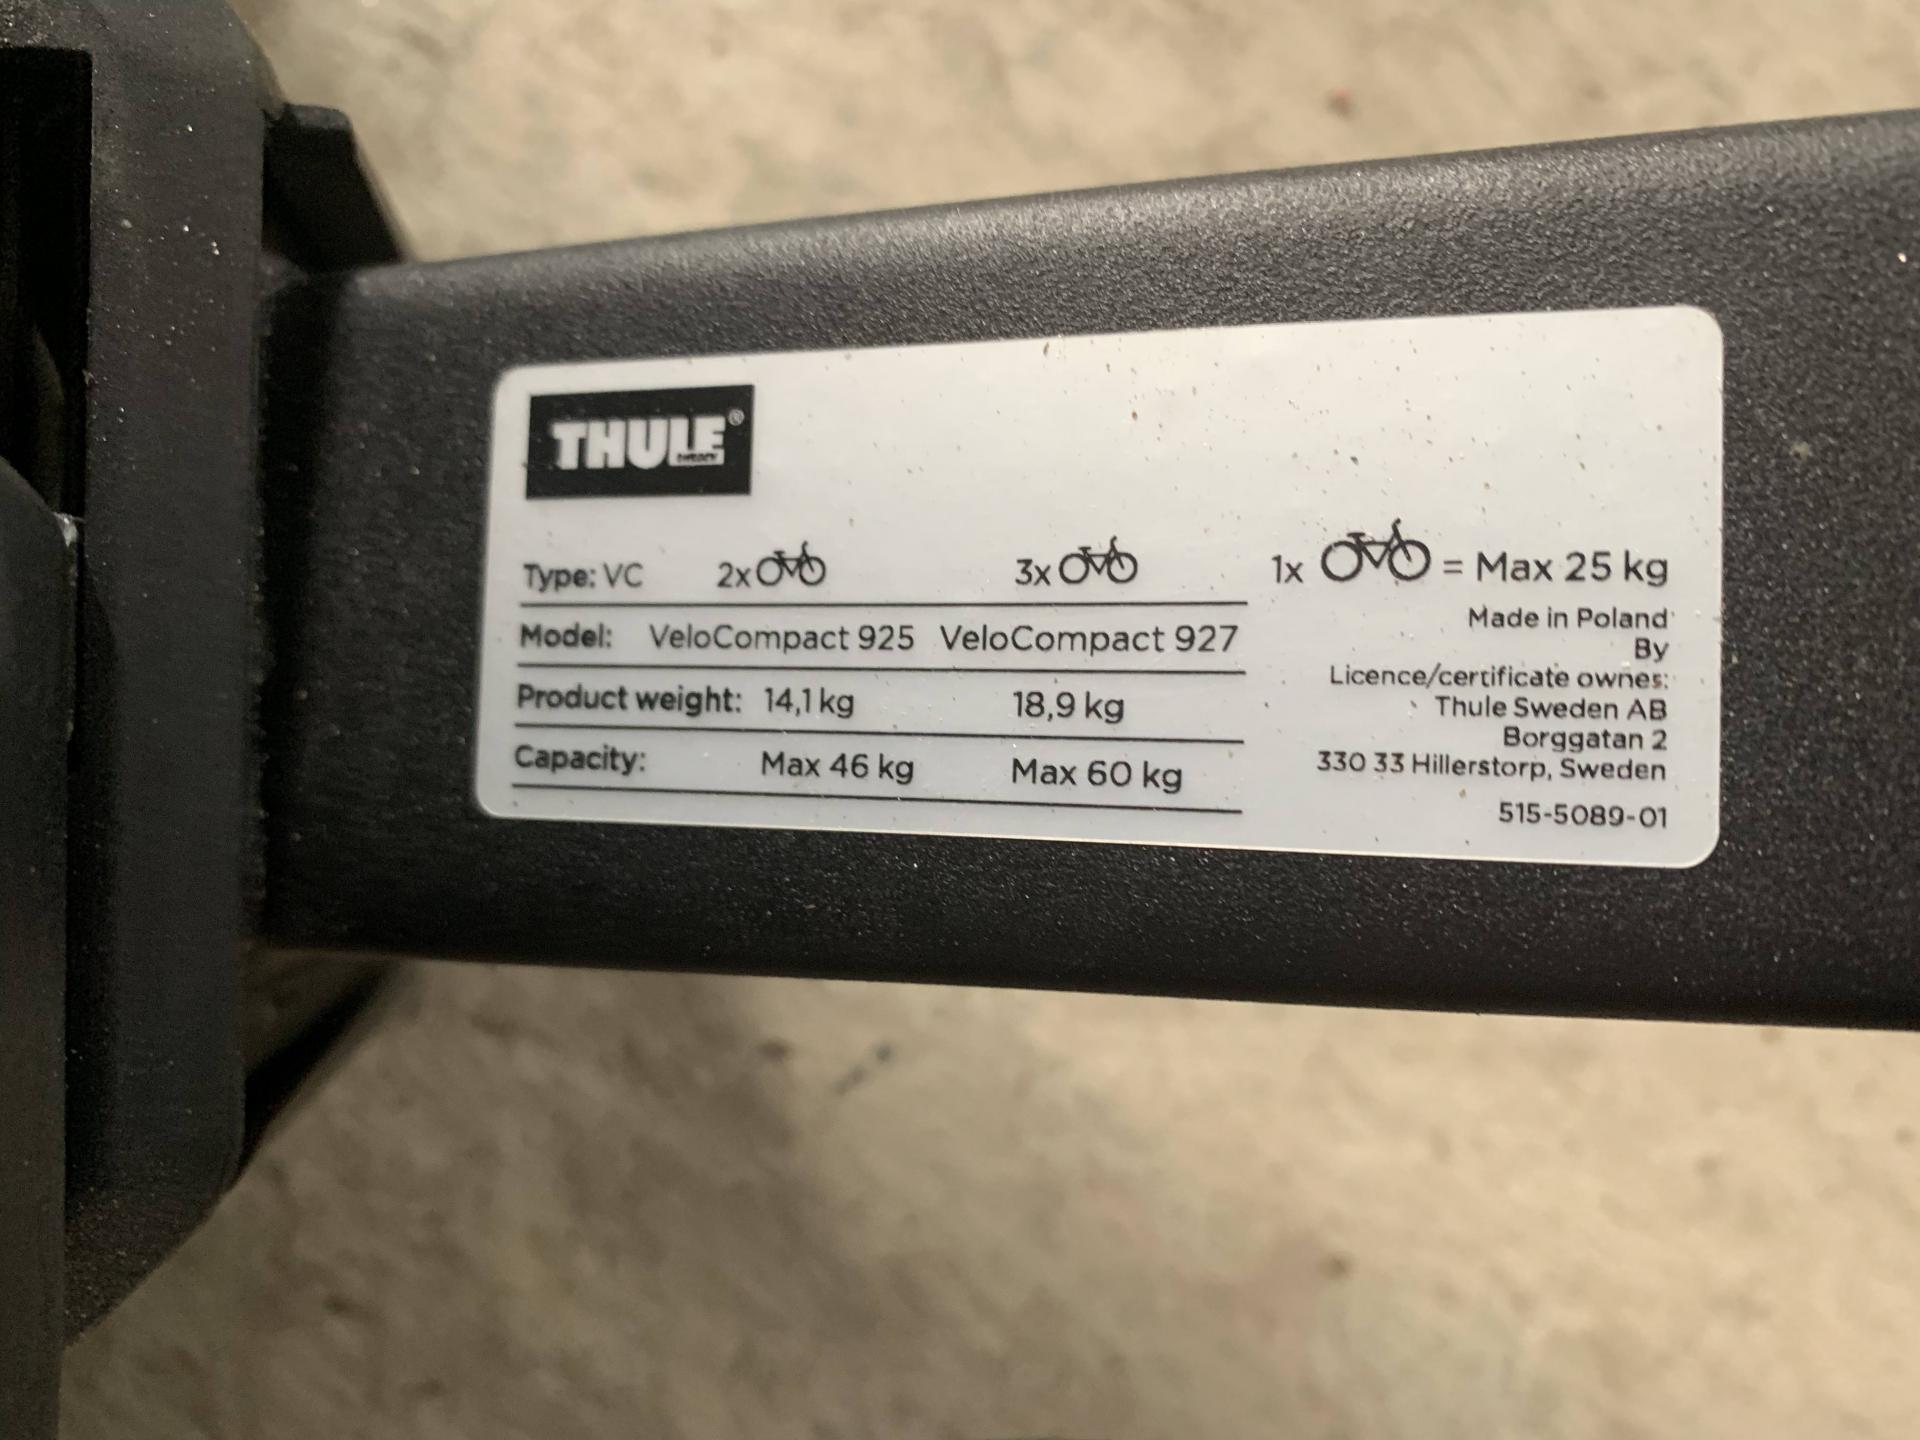 THULE®
SWEDEN
Type: VC 2x 3x 1x = Max 25 kg
Model: VeloCompact 925 VeloCompact 927
Product weight: 14,1 kg 18,9 kg
Capacity: Max 46 kg Max 60 kg
Made in Poland
By
Licence/certificate ownes:
Thule Sweden AB
Borggatan 2
330 33 Hillerstorp, Sweden
515-5089-01